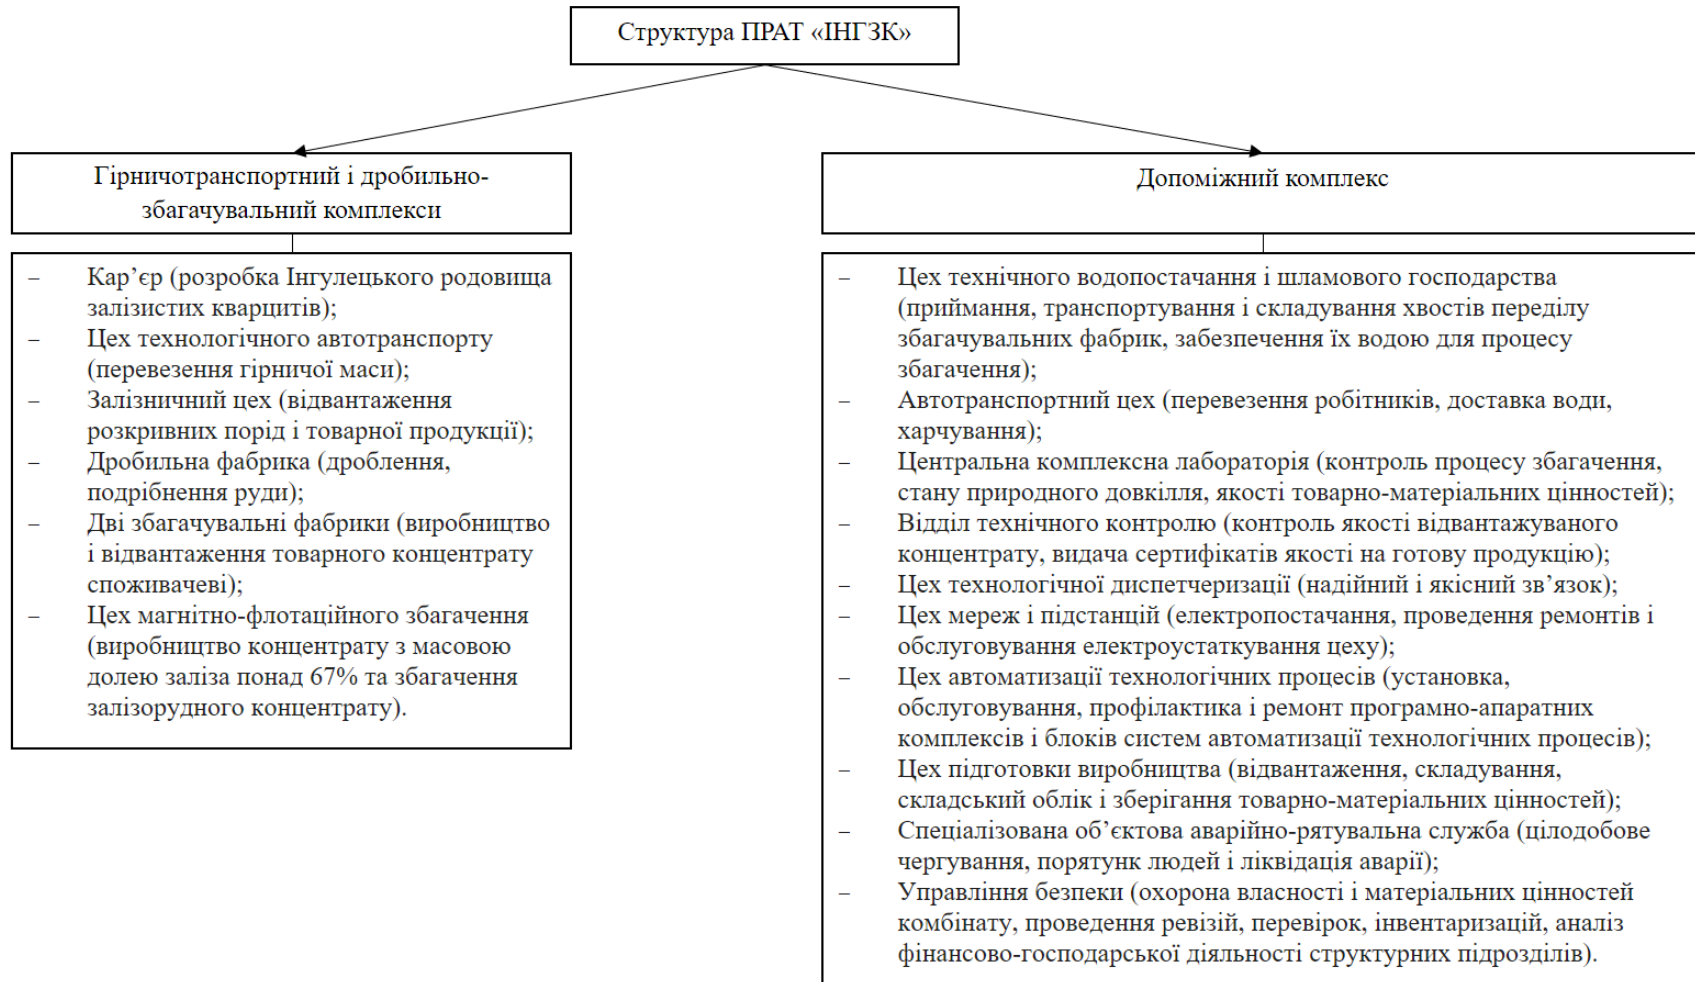 Структура ПРАТ «ІНГЗК»
Гірничотранспортний і дробильно-
збагачувальний комплекси
– Кар’єр (розробка Інгулецького родовища
залізистих кварцитів);
– Цех технологічного автотранспорту
(перевезення гірничої маси);
– Залізничний цех (відвантаження
розкривних порід і товарної продукції);
– Дробильна фабрика (дроблення,
подрібнення руди);
– Дві збагачувальні фабрики (виробництво
і відвантаження товарного концентрату
споживачеві);
– Цех магнітно-флотаційного збагачення
(виробництво концентрату з масовою
долею заліза понад 67% та збагачення
залізорудного концентрату).
Допоміжний комплекс
– Цех технічного водопостачання і шламового господарства
(приймання, транспортування і складування хвостів переділу
збагачувальних фабрик, забезпечення їх водою для процесу
збагачення);
– Автотранспортний цех (перевезення робітників, доставка води,
харчування);
– Центральна комплексна лабораторія (контроль процесу збагачення,
стану природного довкілля, якості товарно-матеріальних цінностей);
– Відділ технічного контролю (контроль якості відвантажуваного
концентрату, видача сертифікатів якості на готову продукцію);
– Цех технологічної диспетчеризації (надійний і якісний зв’язок);
– Цех мереж і підстанцій (електропостачання, проведення ремонтів і
обслуговування електроустаткування цеху);
– Цех автоматизації технологічних процесів (установка,
обслуговування, профілактика і ремонт програмно-апаратних
комплексів і блоків систем автоматизації технологічних процесів);
– Цех підготовки виробництва (відвантаження, складування,
складський облік і зберігання товарно-матеріальних цінностей);
– Спеціалізована об’єктова аварійно-рятувальна служба (цілодобове
чергування, порятунк людей і ліквідація аварії);
– Управління безпеки (охорона власності і матеріальних цінностей
комбінату, проведення ревізій, перевірок, інвентаризацій, аналіз
фінансово-господарської діяльності структурних підрозділів).